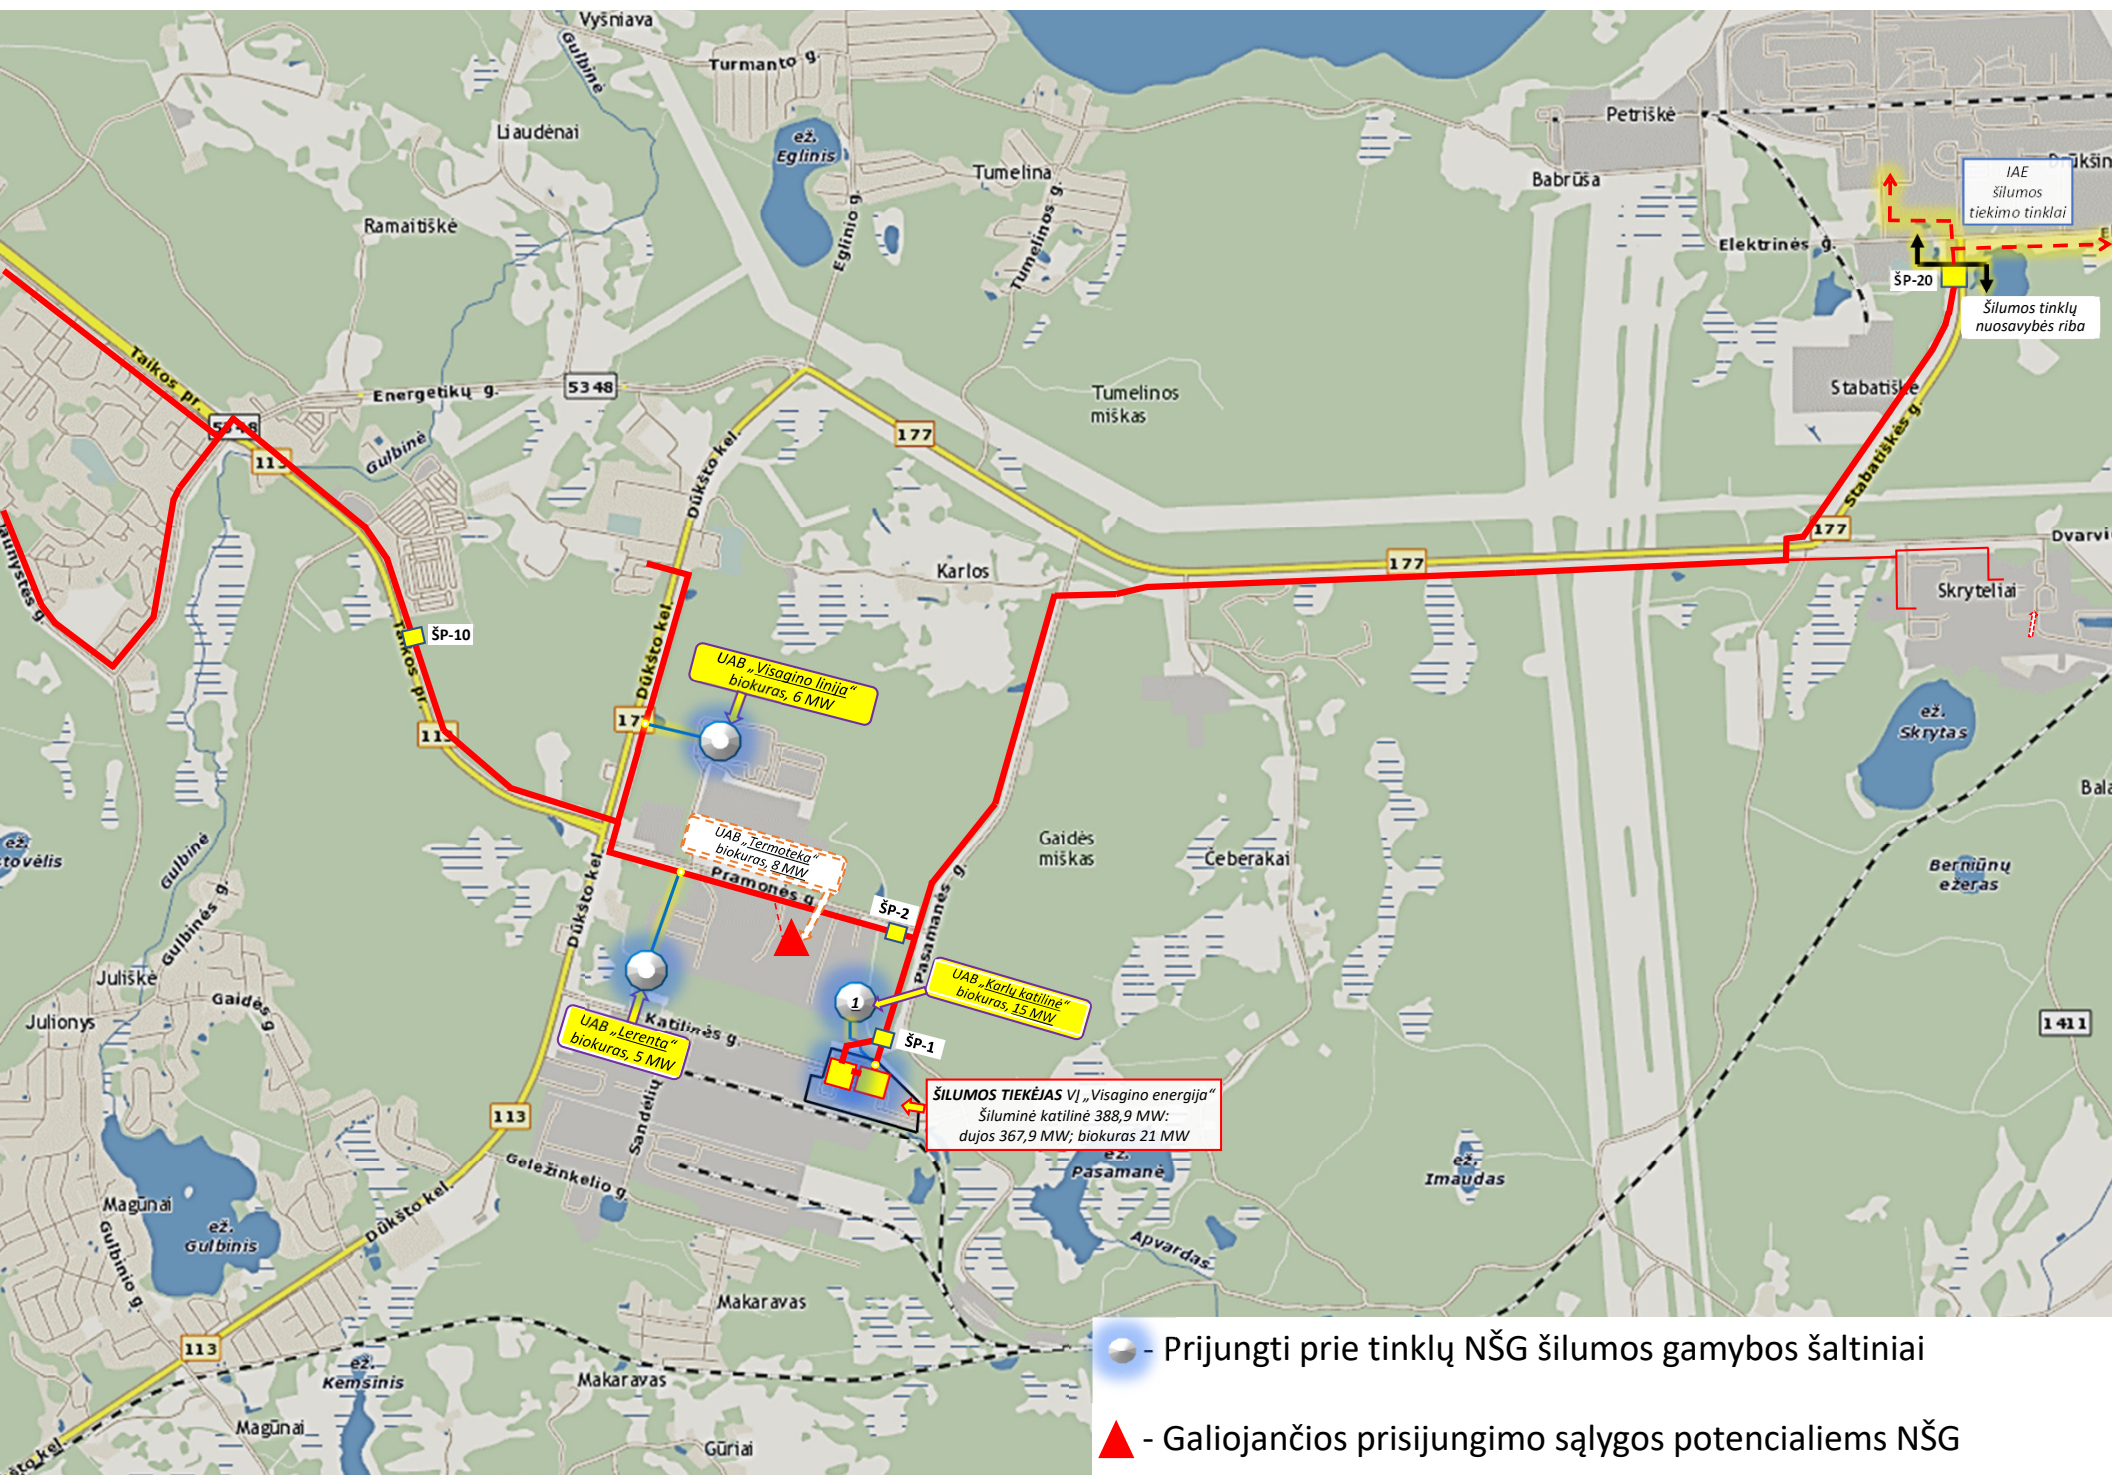 Vyšniava
Gulbinė
Turmanto g.
Liaudėnai
ež.
Eglinis
Tumelina
Petriškė
Babrūša
IAE
šilumos
tiekimo tinklai
Ramaitiškė
Eglinio g.
Tumelinos g.
Elektrinės g.
ŠP-20
Šilumos tinklų
nuosavybės riba
Taikos pr.
Energetikų g.
5348
5348
113
Gulbinė
Dūkšto kel.
177
Tumelinos
miškas
Stabatiškė
Stabatiškės g.
177
177
Karlos
Skryteliai
ŠP-10
Taikos pr.
Dūkšto kel.
UAB „Visagino linija“
biokuras, 6 MW
113
ež.
Skrytas
UAB „Termoteka“
biokuras, 8 MW
Pramonės g.
ŠP-2
Pasamanės g.
Gaidės
miškas
Čeberakai
Berniūnų
ežeras
Gulbinė
Gulbinės g.
Dūkšto kel.
Juliškė
Gaidės g.
Julionys
UAB „Karlų katilinė“
biokuras, 15 MW
1
ŠP-1
Katilinės g.
UAB „Lerenta“
biokuras, 5 MW
1411
ŠILUMOS TIEKĖJAS VĮ „Visagino energija“
Šiluminė katilinė 388,9 MW:
dujos 367,9 MW; biokuras 21 MW
113
Sandėlių
Geležinkelio g.
ež.
Pasamanė
ež.
Imaudas
Magūnai
ež.
Gulbinis
Gulbinio g.
Dūkšto kel.
Apvardas
Makaravas
113
ež.
Kemsinis
Makaravas
Magūnai
Gūriai
- Prijungti prie tinklų NŠG šilumos gamybos šaltiniai
- Galiojančios prisijungimo sąlygos potencialiems NŠG